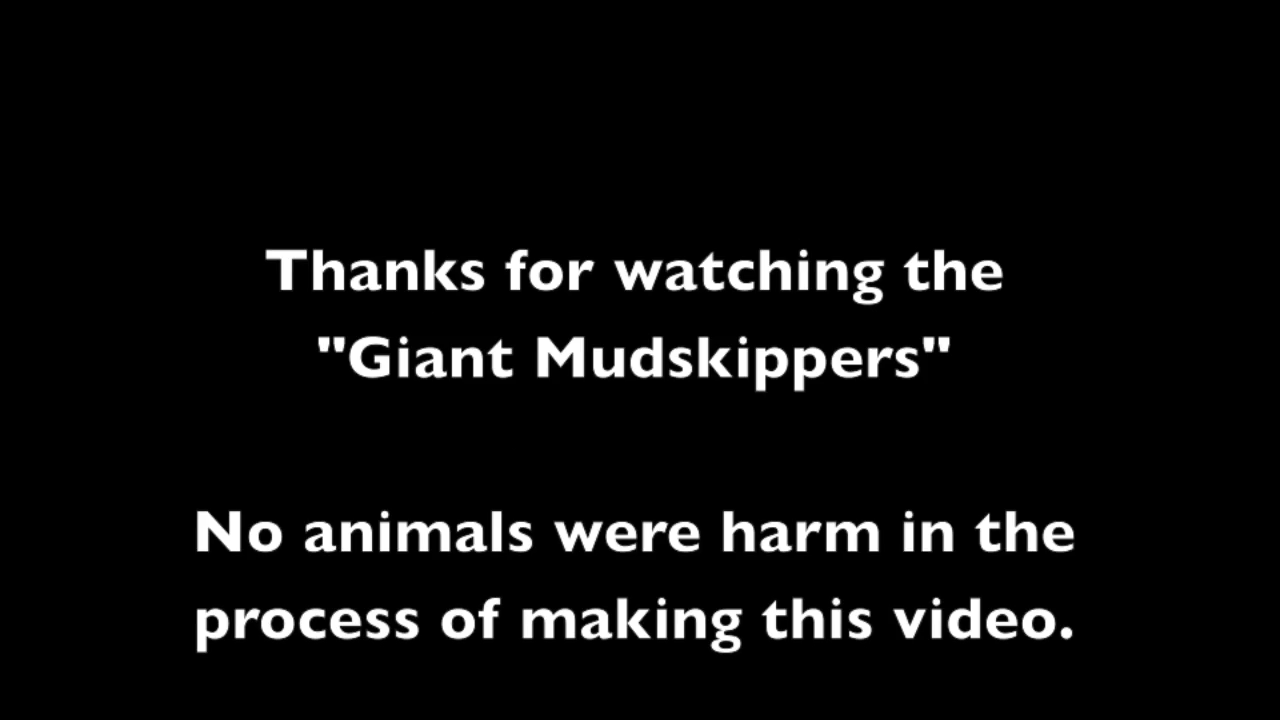 Thanks for watching the
"Giant Mudskippers"
No animals were harm in the
process of making this video.